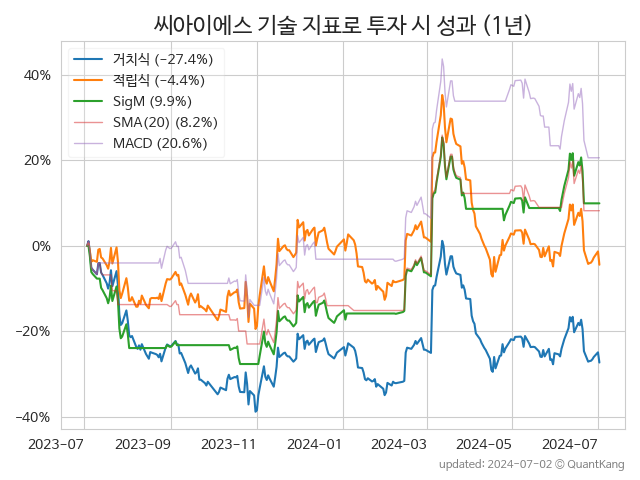 씨아이에스 기술 지표로 투자 시 성과 (1년)
거치식 (−27.4%)
적립식 (−4.4%)
SigM (9.9%)
SMA(20) (8.2%)
MACD (20.6%)
40%
20%
0%
−20%
−40%
2023-07 2023-09 2023-11 2024-01 2024-03 2024-05 2024-07
updated: 2024-07-02 © QuantKang